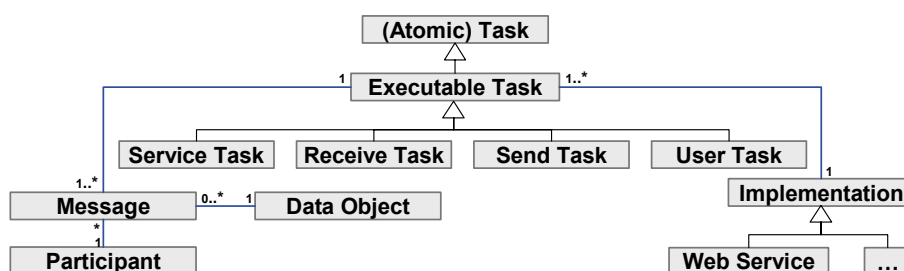 (Atomic) Task
1 Executable Task 1..*
Service Task Receive Task Send Task User Task
1..* 0..* 1 1
Message Data Object Implementation
*
1
Participant Web Service ...